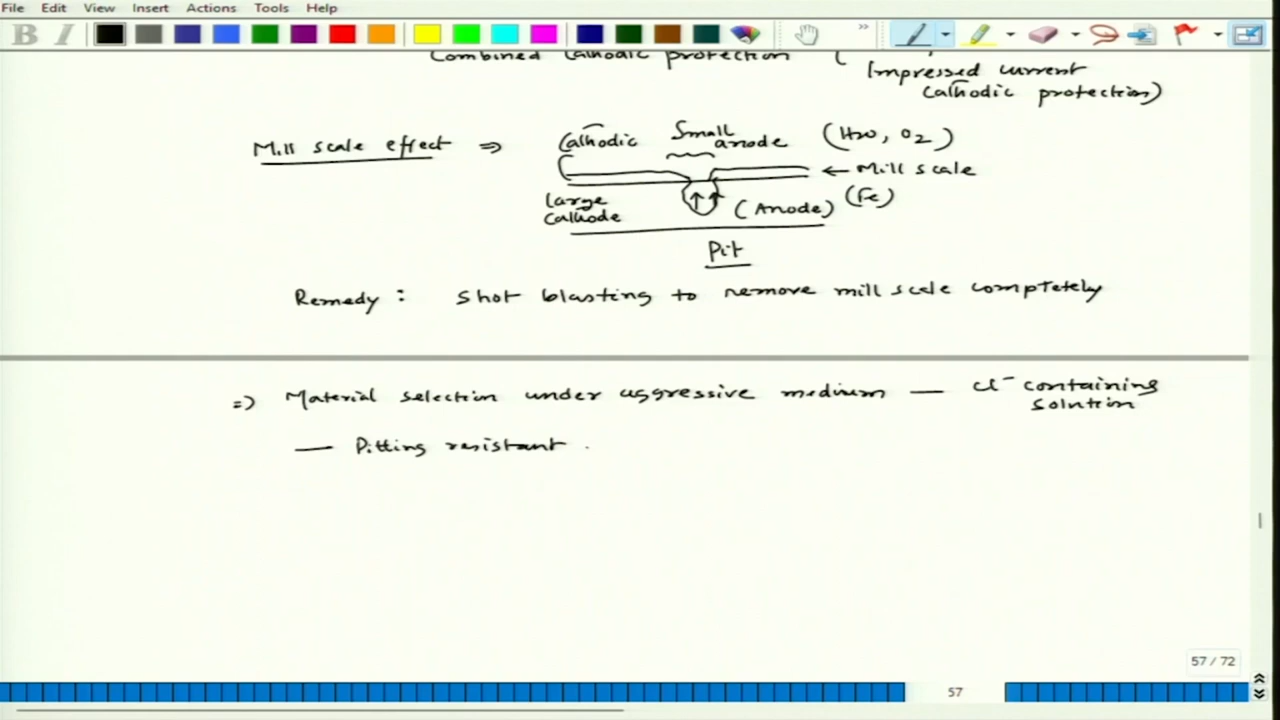 File Edit View Insert Actions Tools Help
B I
Combined Cathodic protection (
Impressed current
Cathodic protection)
Mill scale effect ⇒ Cathodic Small anode (H2O, O2)
← Mill scale
large cathode (Anode) (Fe)
Pit
Remedy : Shot blasting to remove mill scale completely
⇒ Material selection under aggressive medium — Cl⁻ containing solution
— Pitting resistant
57 / 72
57